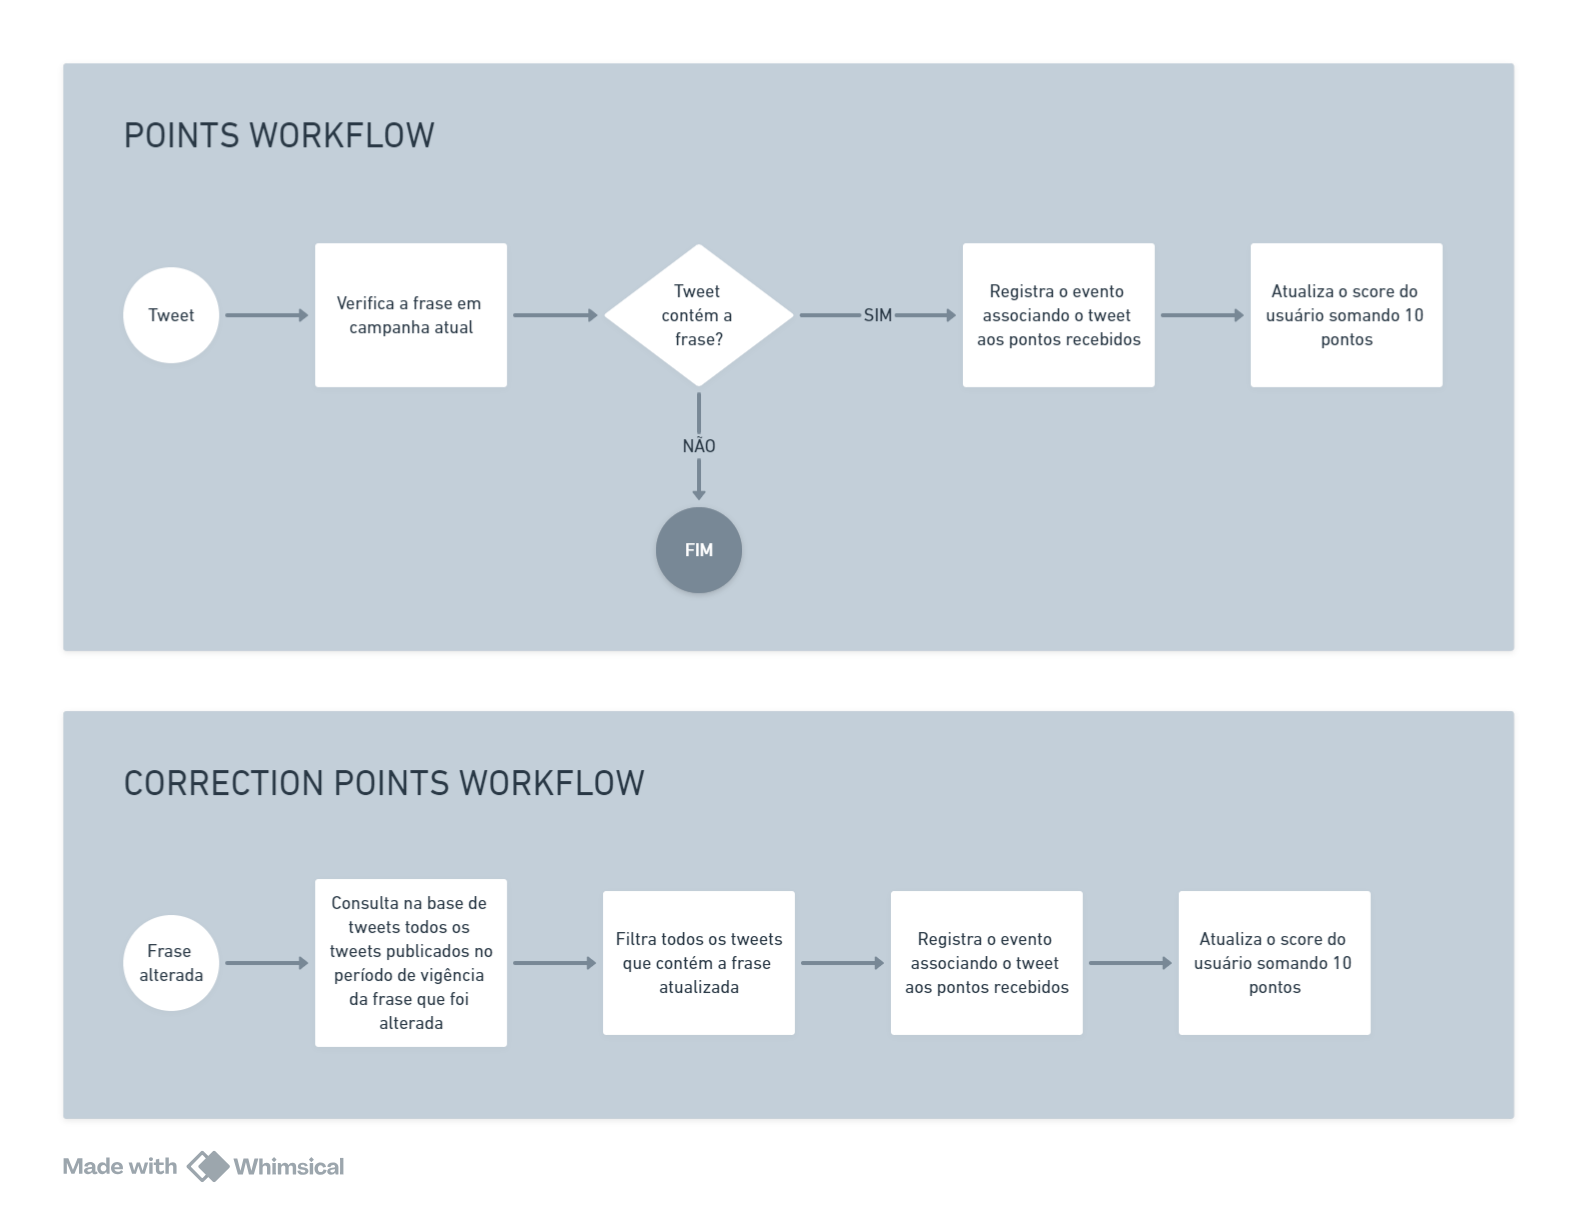 POINTS WORKFLOW
Tweet
Verifica a frase em
campanha atual
Tweet
contém a
frase?
SIM
Registra o evento
associando o tweet
aos pontos recebidos
Atualiza o score do
usuário somando 10
pontos
NÃO
FIM
CORRECTION POINTS WORKFLOW
Frase
alterada
Consulta na base de
tweets todos os
tweets publicados no
período de vigência
da frase que foi
alterada
Filtra todos os tweets
que contém a frase
atualizada
Registra o evento
associando o tweet
aos pontos recebidos
Atualiza o score do
usuário somando 10
pontos
Made with Whimsical